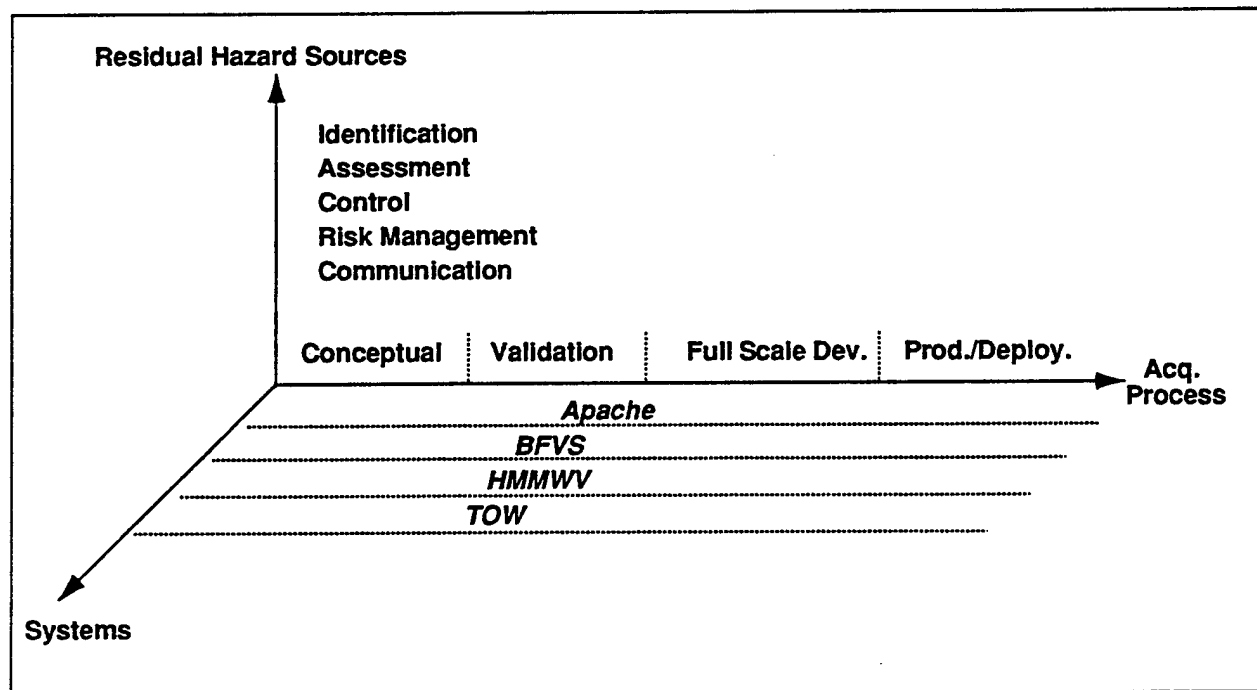 Residual Hazard Sources
Identification
Assessment
Control
Risk Management
Communication
Conceptual
Validation
Full Scale Dev.
Prod./Deploy.
Acq.
Process
Apache
BFVS
HMMWV
TOW
Systems